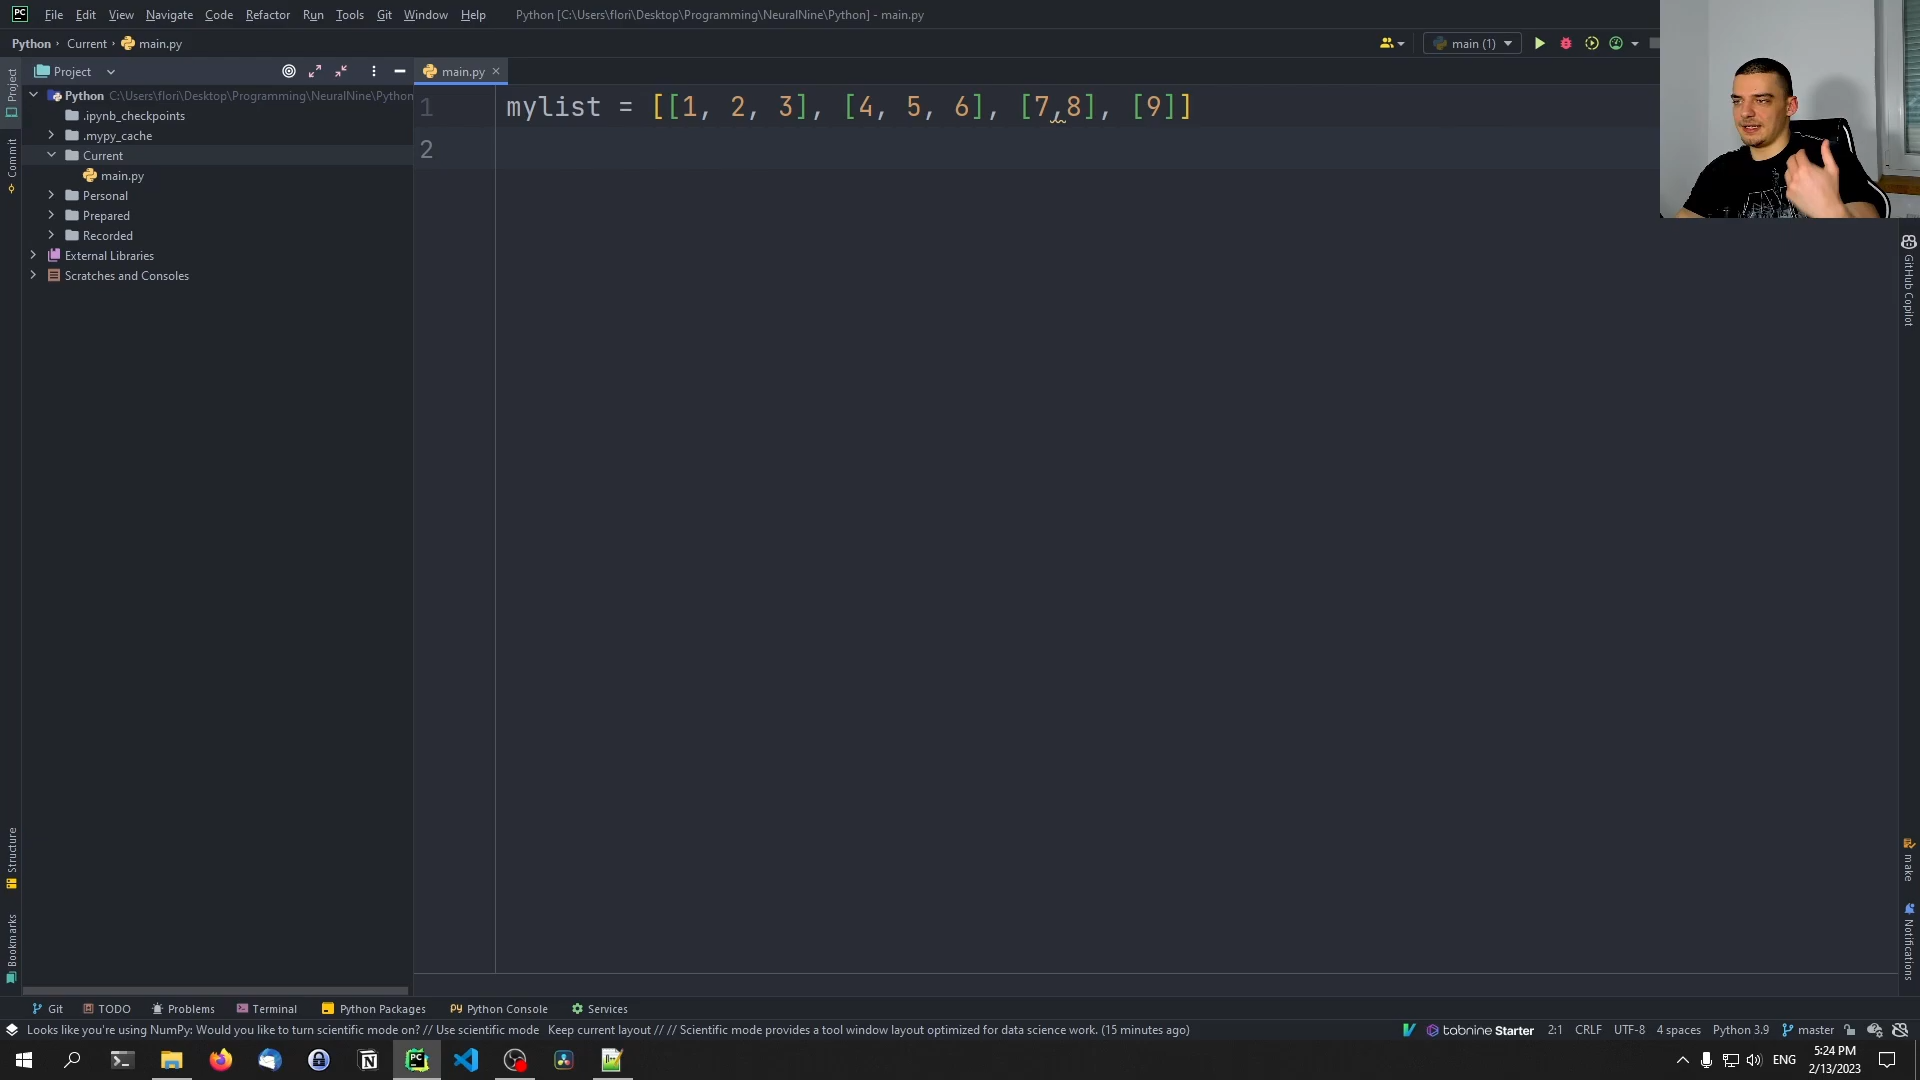 PC File Edit View Navigate Code Refactor Run Tools Git Window Help Python [C:\Users\flori\Desktop\Programming\NeuralNine\Python] - main.py
Python Current main.py main (1)
Project main.py
Python C:\Users\flori\Desktop\Programming\NeuralNine\Python
.ipynb_checkpoints
.mypy_cache
Current
main.py
Personal
Prepared
Recorded
External Libraries
Scratches and Consoles
1 mylist = [[1, 2, 3], [4, 5, 6], [7,8], [9]]
2
Project
Commit
Structure
Bookmarks
GitHub Copilot
make
Notifications
Git TODO Problems Terminal Python Packages Python Console Services
Looks like you're using NumPy: Would you like to turn scientific mode on? // Use scientific mode Keep current layout // // Scientific mode provides a tool window layout optimized for data science work. (15 minutes ago) tabnine Starter 2:1 CRLF UTF-8 4 spaces Python 3.9 master
PC ENG 5:24 PM
2/13/2023